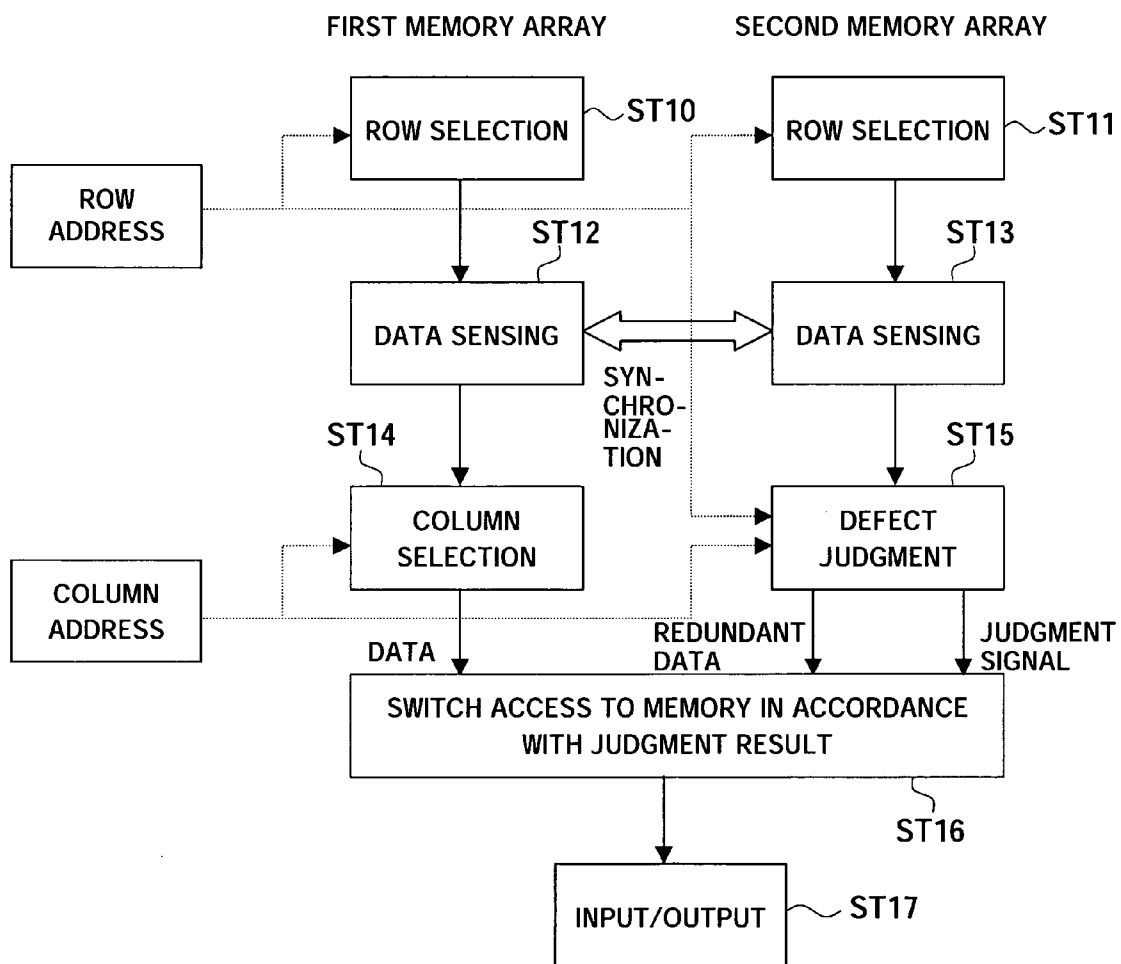 FIRST MEMORY ARRAY
SECOND MEMORY ARRAY
ROW SELECTION
ST10
ROW SELECTION
ST11
ROW
ADDRESS
ST12
ST13
DATA SENSING
DATA SENSING
SYN-
CHRO-
NIZA-
TION
ST14
ST15
COLUMN
SELECTION
DEFECT
JUDGMENT
COLUMN
ADDRESS
DATA
REDUNDANT
DATA
JUDGMENT
SIGNAL
SWITCH ACCESS TO MEMORY IN ACCORDANCE
WITH JUDGMENT RESULT
ST16
INPUT/OUTPUT
ST17